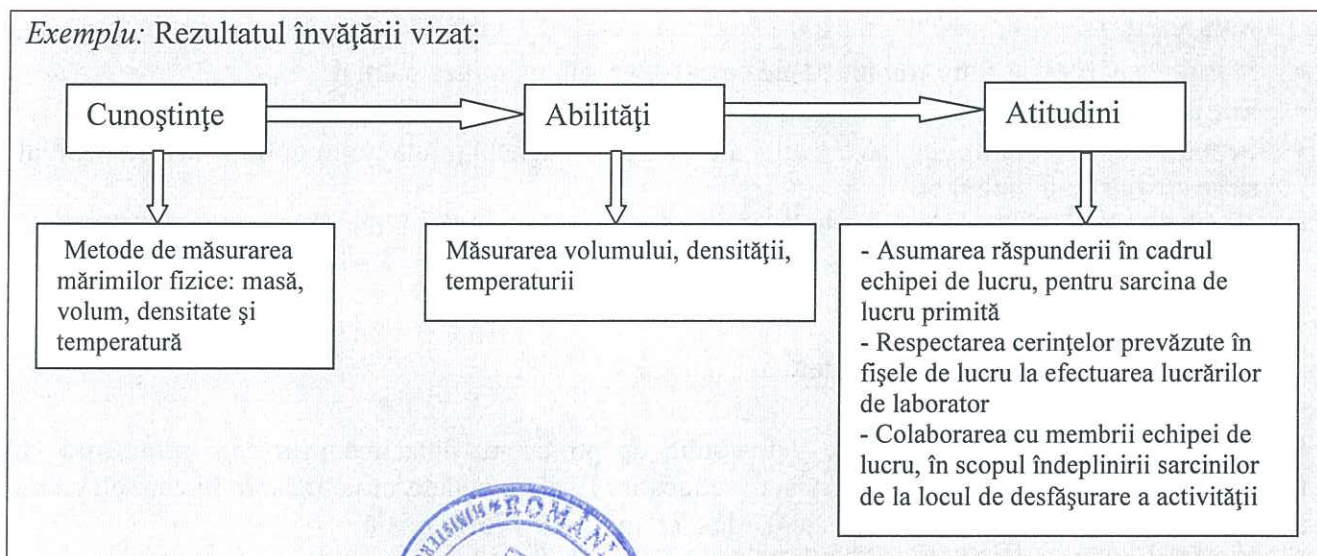 Exemplu: Rezultatul învăţării vizat:
Cunoştinţe
Abilităţi
Atitudini
Metode de măsurarea
mărimilor fizice: masă,
volum, densitate şi
temperatură
Măsurarea volumului, densităţii,
temperaturii
- Asumarea răspunderii în cadrul
echipei de lucru, pentru sarcina de
lucru primită
- Respectarea cerinţelor prevăzute în
fişele de lucru la efectuarea lucrărilor
de laborator
- Colaborarea cu membrii echipei de
lucru, în scopul îndeplinirii sarcinilor
de la locul de desfăşurare a activităţii